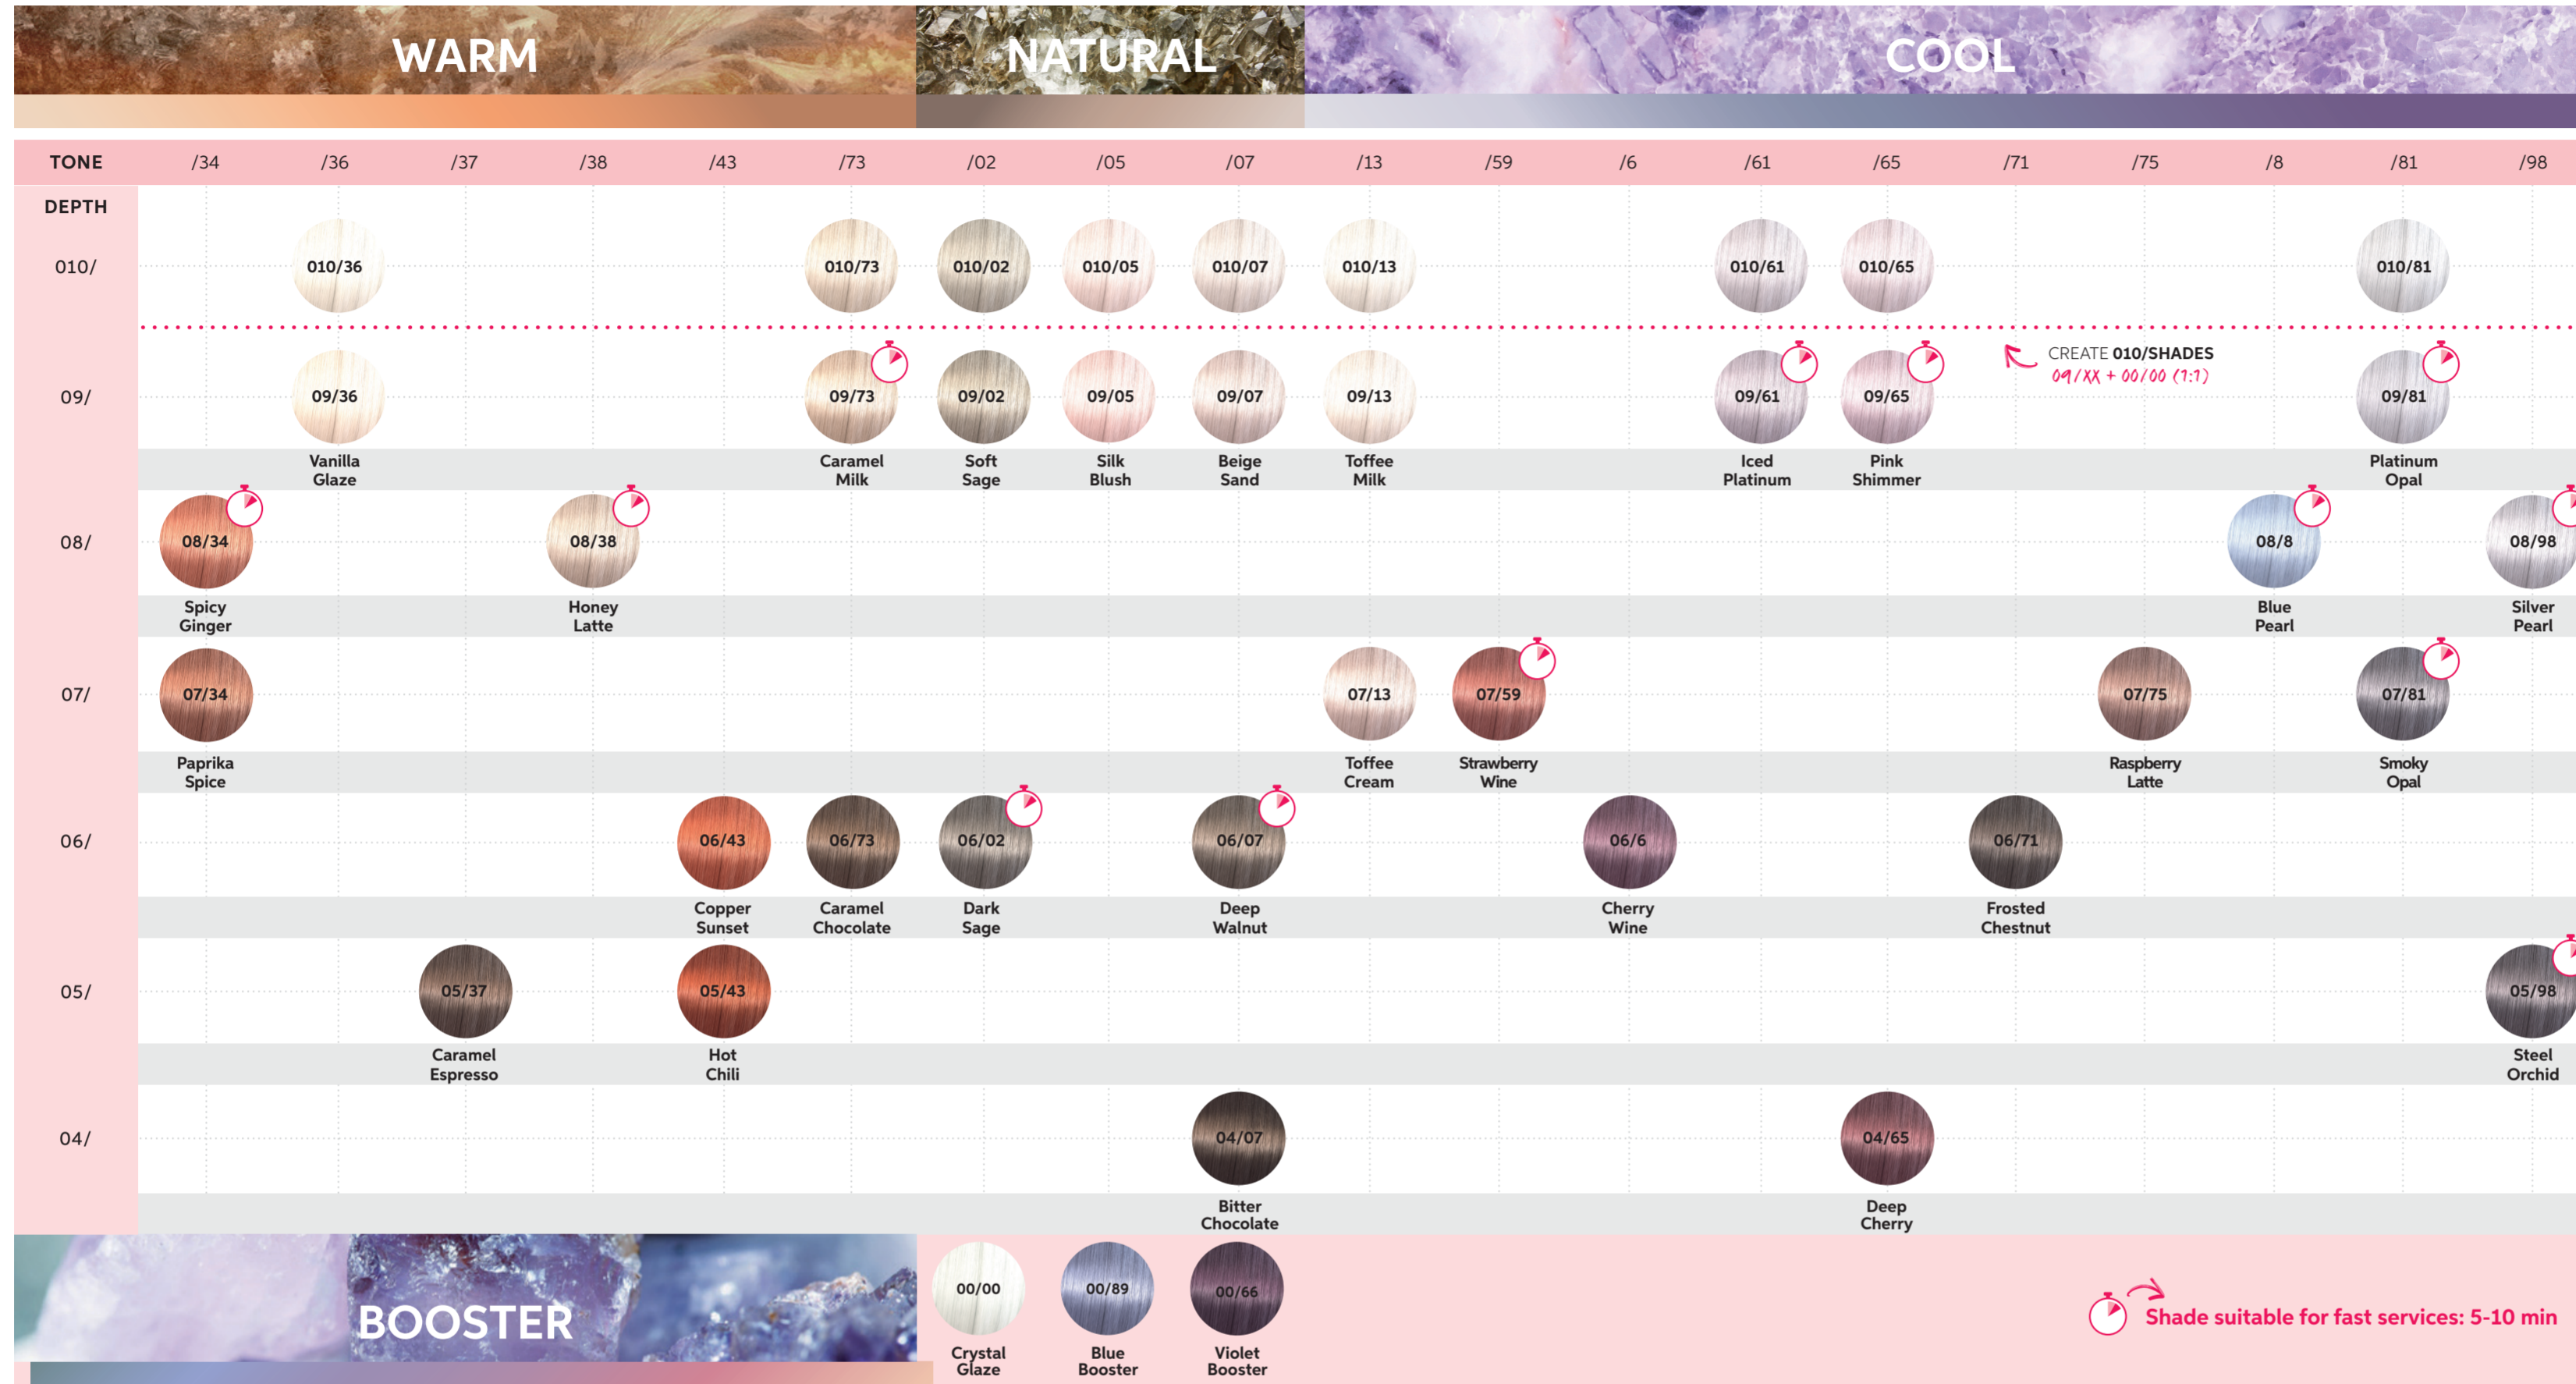 WARM NATURAL COOL
TONE /34 /36 /37 /38 /43 /73 /02 /05 /07 /13 /59 /6 /61 /65 /71 /75 /8 /81 /98
DEPTH
010/ 010/36 010/73 010/02 010/05 010/07 010/13 010/61 010/65 010/81
CREATE 010/SHADES
09/XX + 00/00 (1:1)
09/ 09/36 09/73 09/02 09/05 09/07 09/13 09/61 09/65 09/81
Vanilla Caramel Soft Silk Beige Toffee Iced Pink Platinum
Glaze Milk Sage Blush Sand Milk Platinum Shimmer Opal
08/ 08/34 08/38 08/8 08/98
Spicy Honey Blue Silver
Ginger Latte Pearl Pearl
07/ 07/34 07/13 07/59 07/75 07/81
Paprika Toffee Strawberry Raspberry Smoky
Spice Cream Wine Latte Opal
06/ 06/43 06/73 06/02 06/07 06/6 06/71
Copper Caramel Dark Deep Cherry Frosted
Sunset Chocolate Sage Walnut Wine Chestnut
05/ 05/37 05/43 05/98
Caramel Hot Steel
Espresso Chili Orchid
04/ 04/07 04/65
Bitter Deep
Chocolate Cherry
BOOSTER 00/00 00/89 00/66
Crystal Blue Violet
Glaze Booster Booster
Shade suitable for fast services: 5-10 min